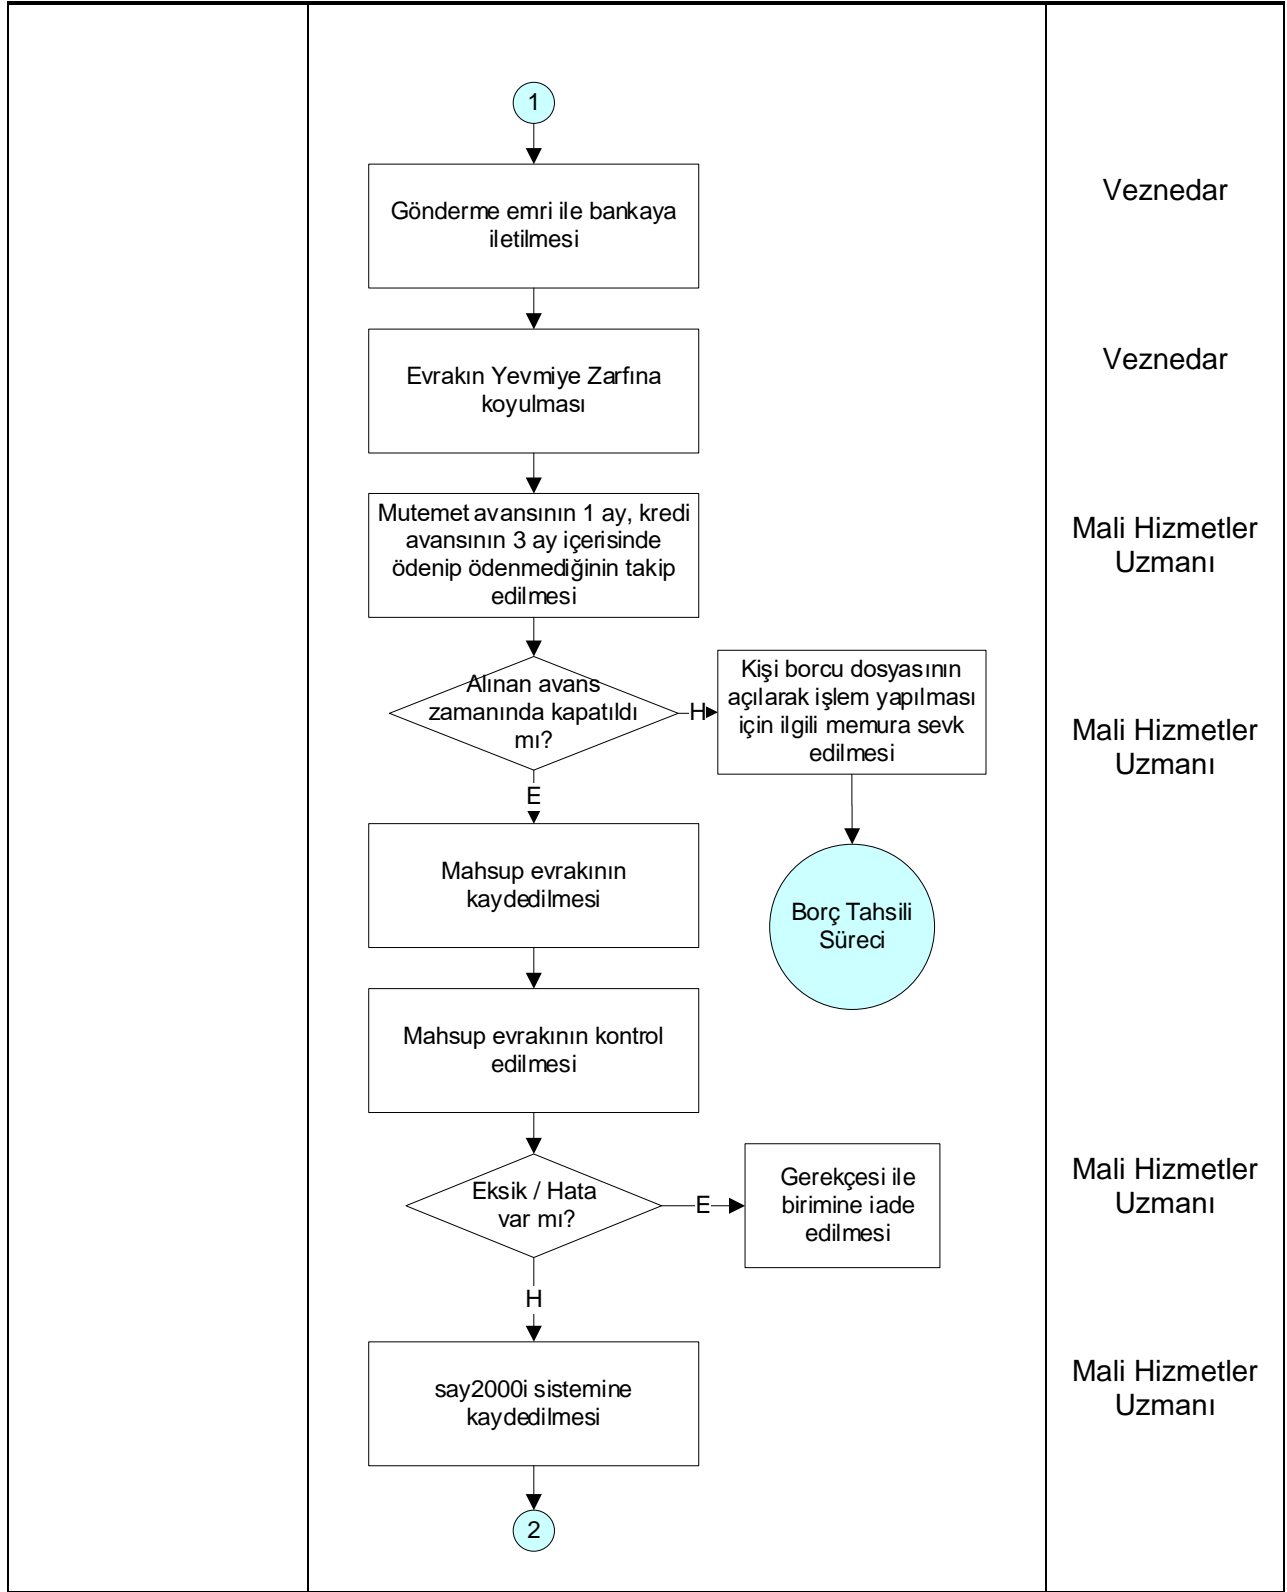 1
Gönderme emri ile bankaya
iletilmesi
Veznedar
Evrakın Yevmiye Zarfına
koyulması
Veznedar
Mutemet avansının 1 ay, kredi
avansının 3 ay içerisinde
ödenip ödenmediğinin takip
edilmesi
Mali Hizmetler
Uzmanı
Alınan avans
zamanında kapatıldı
mı?
H
Kişi borcu dosyasının
açılarak işlem yapılması
için ilgili memura sevk
edilmesi
Mali Hizmetler
Uzmanı
E
Mahsup evrakının
kaydedilmesi
Borç Tahsili
Süreci
Mahsup evrakının kontrol
edilmesi
Eksik / Hata
var mı?
E
Gerekçesi ile
birimine iade
edilmesi
Mali Hizmetler
Uzmanı
H
say2000i sistemine
kaydedilmesi
Mali Hizmetler
Uzmanı
2